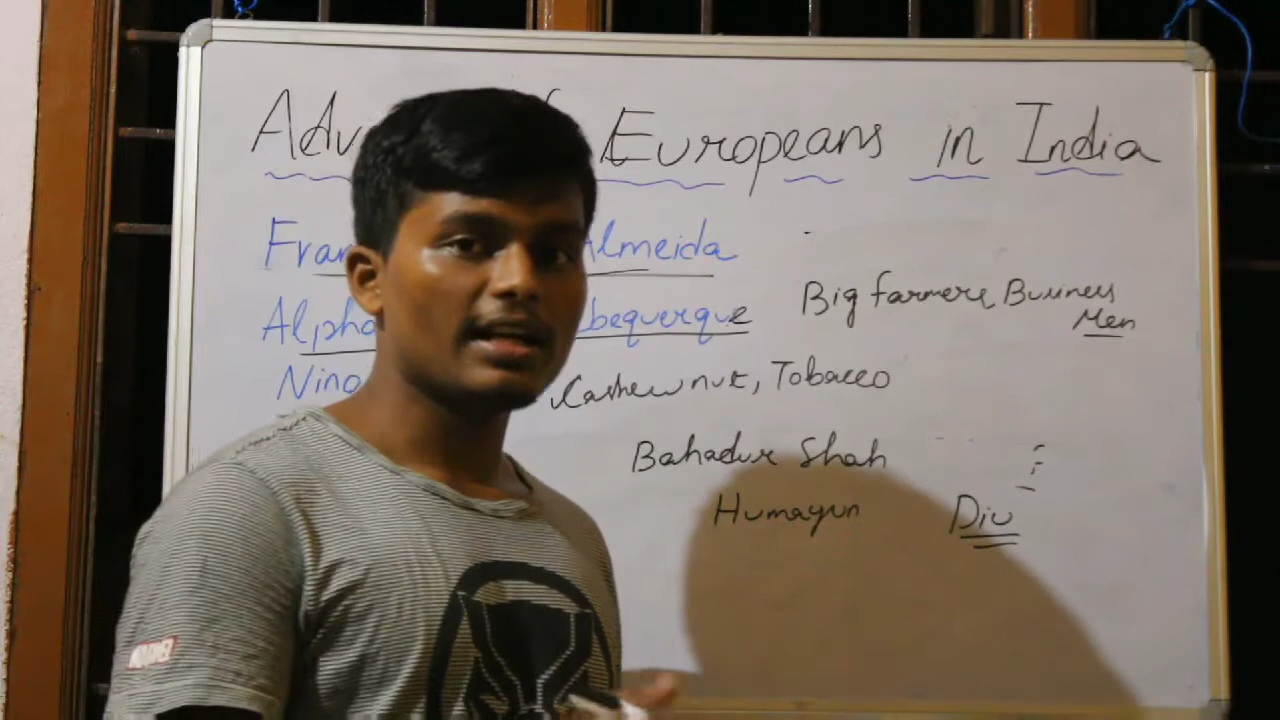 Adv Europeans in India
Fran Almeida
Alpho bequerque
Big farmers, Business
Men
Nino Cashew nut, Tobacco
Bahadur Shah
Humayun
Diu
MARVEL